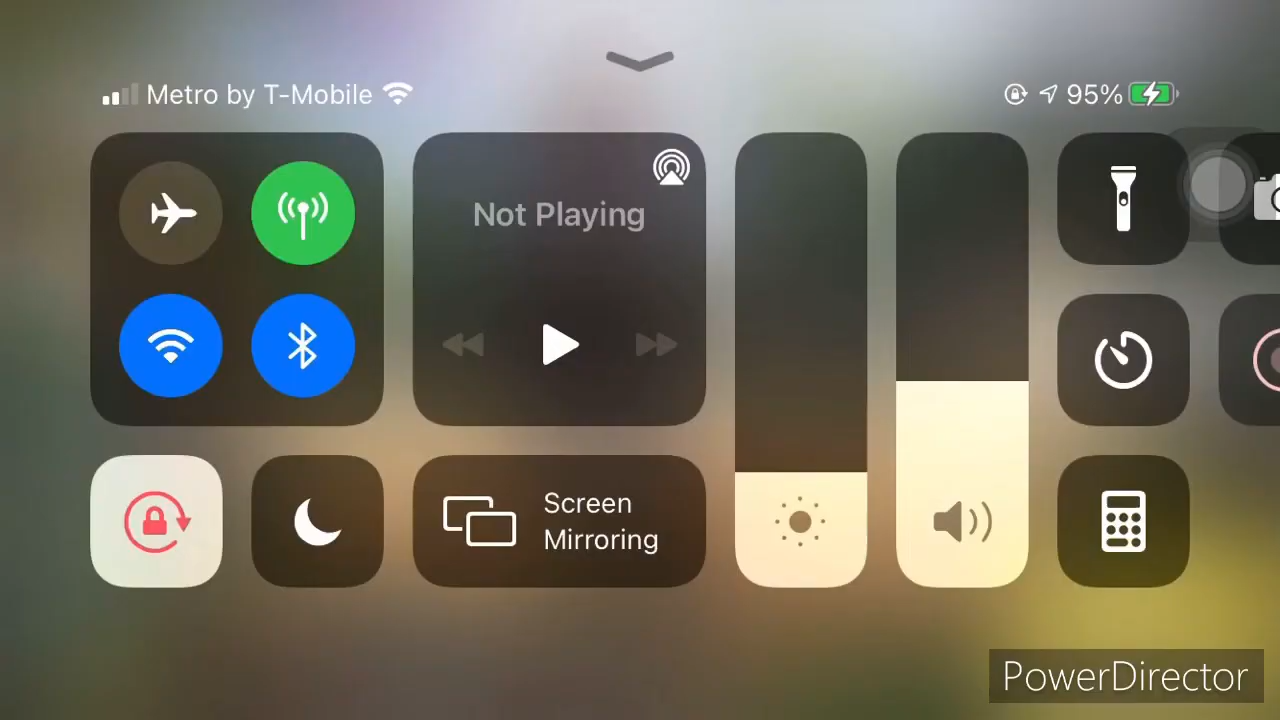 Metro by T-Mobile
95%
Not Playing
Screen
Mirroring
PowerDirector